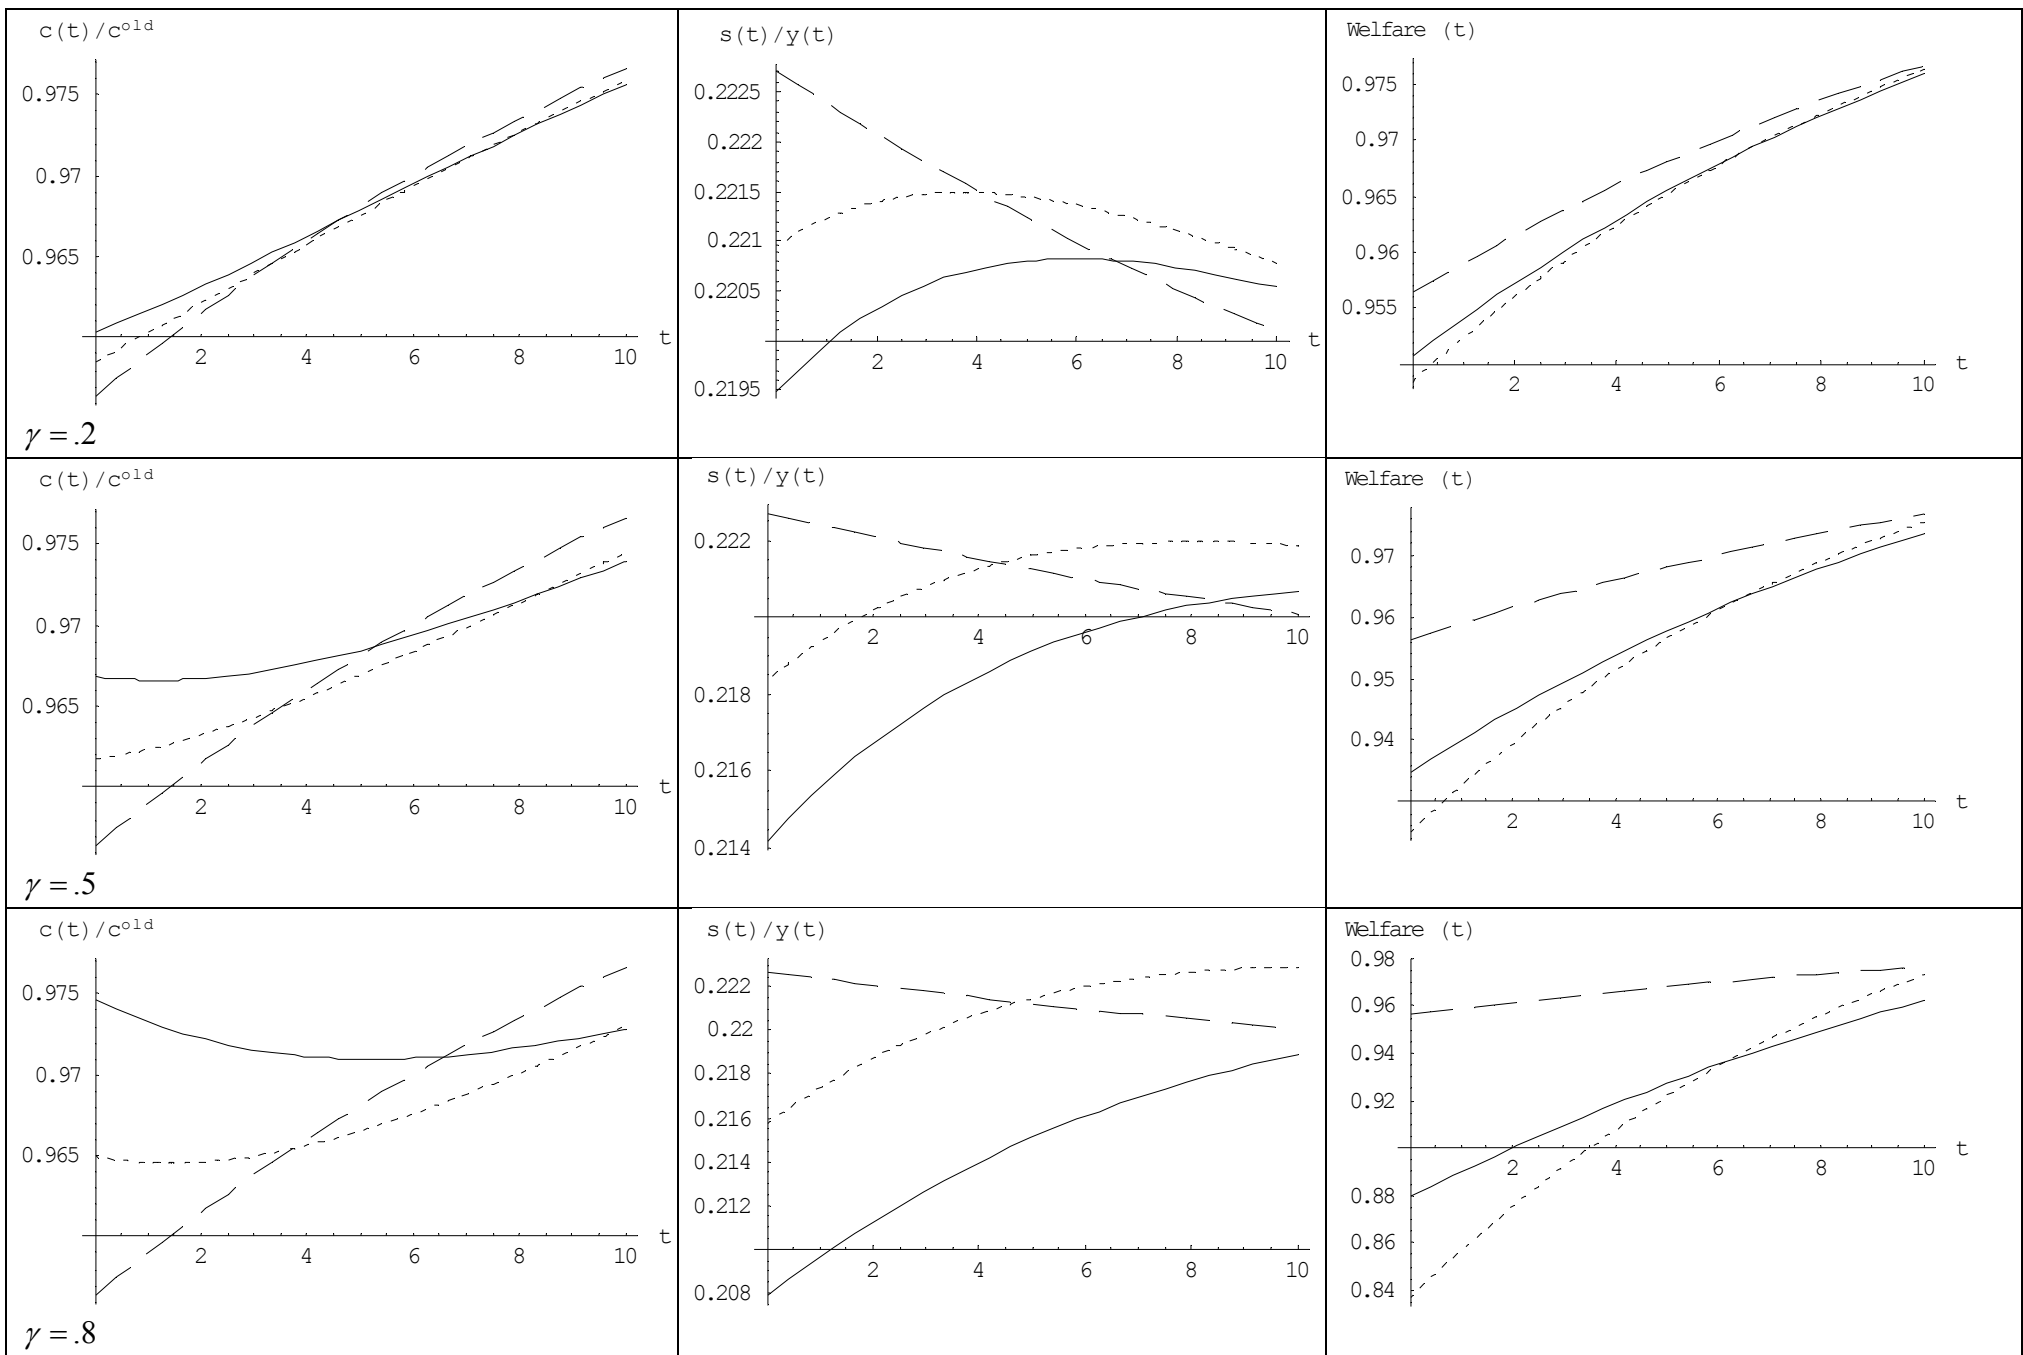 c(t)/c^old
0.975
0.97
0.965
2 4 6 8 10 t
γ = .2
s(t)/y(t)
0.2225
0.222
0.2215
0.221
0.2205
0.2195
2 4 6 8 10 t
Welfare (t)
0.975
0.97
0.965
0.96
0.955
2 4 6 8 10 t
c(t)/c^old
0.975
0.97
0.965
2 4 6 8 10 t
γ = .5
s(t)/y(t)
0.222
0.218
0.216
0.214
2 4 6 8 10
Welfare (t)
0.97
0.96
0.95
0.94
2 4 6 8 10 t
c(t)/c^old
0.975
0.97
0.965
2 4 6 8 10 t
γ = .8
s(t)/y(t)
0.222
0.22
0.218
0.216
0.214
0.212
0.208
2 4 6 8 10
Welfare (t)
0.98
0.96
0.94
0.92
0.88
0.86
0.84
2 4 6 8 10 t